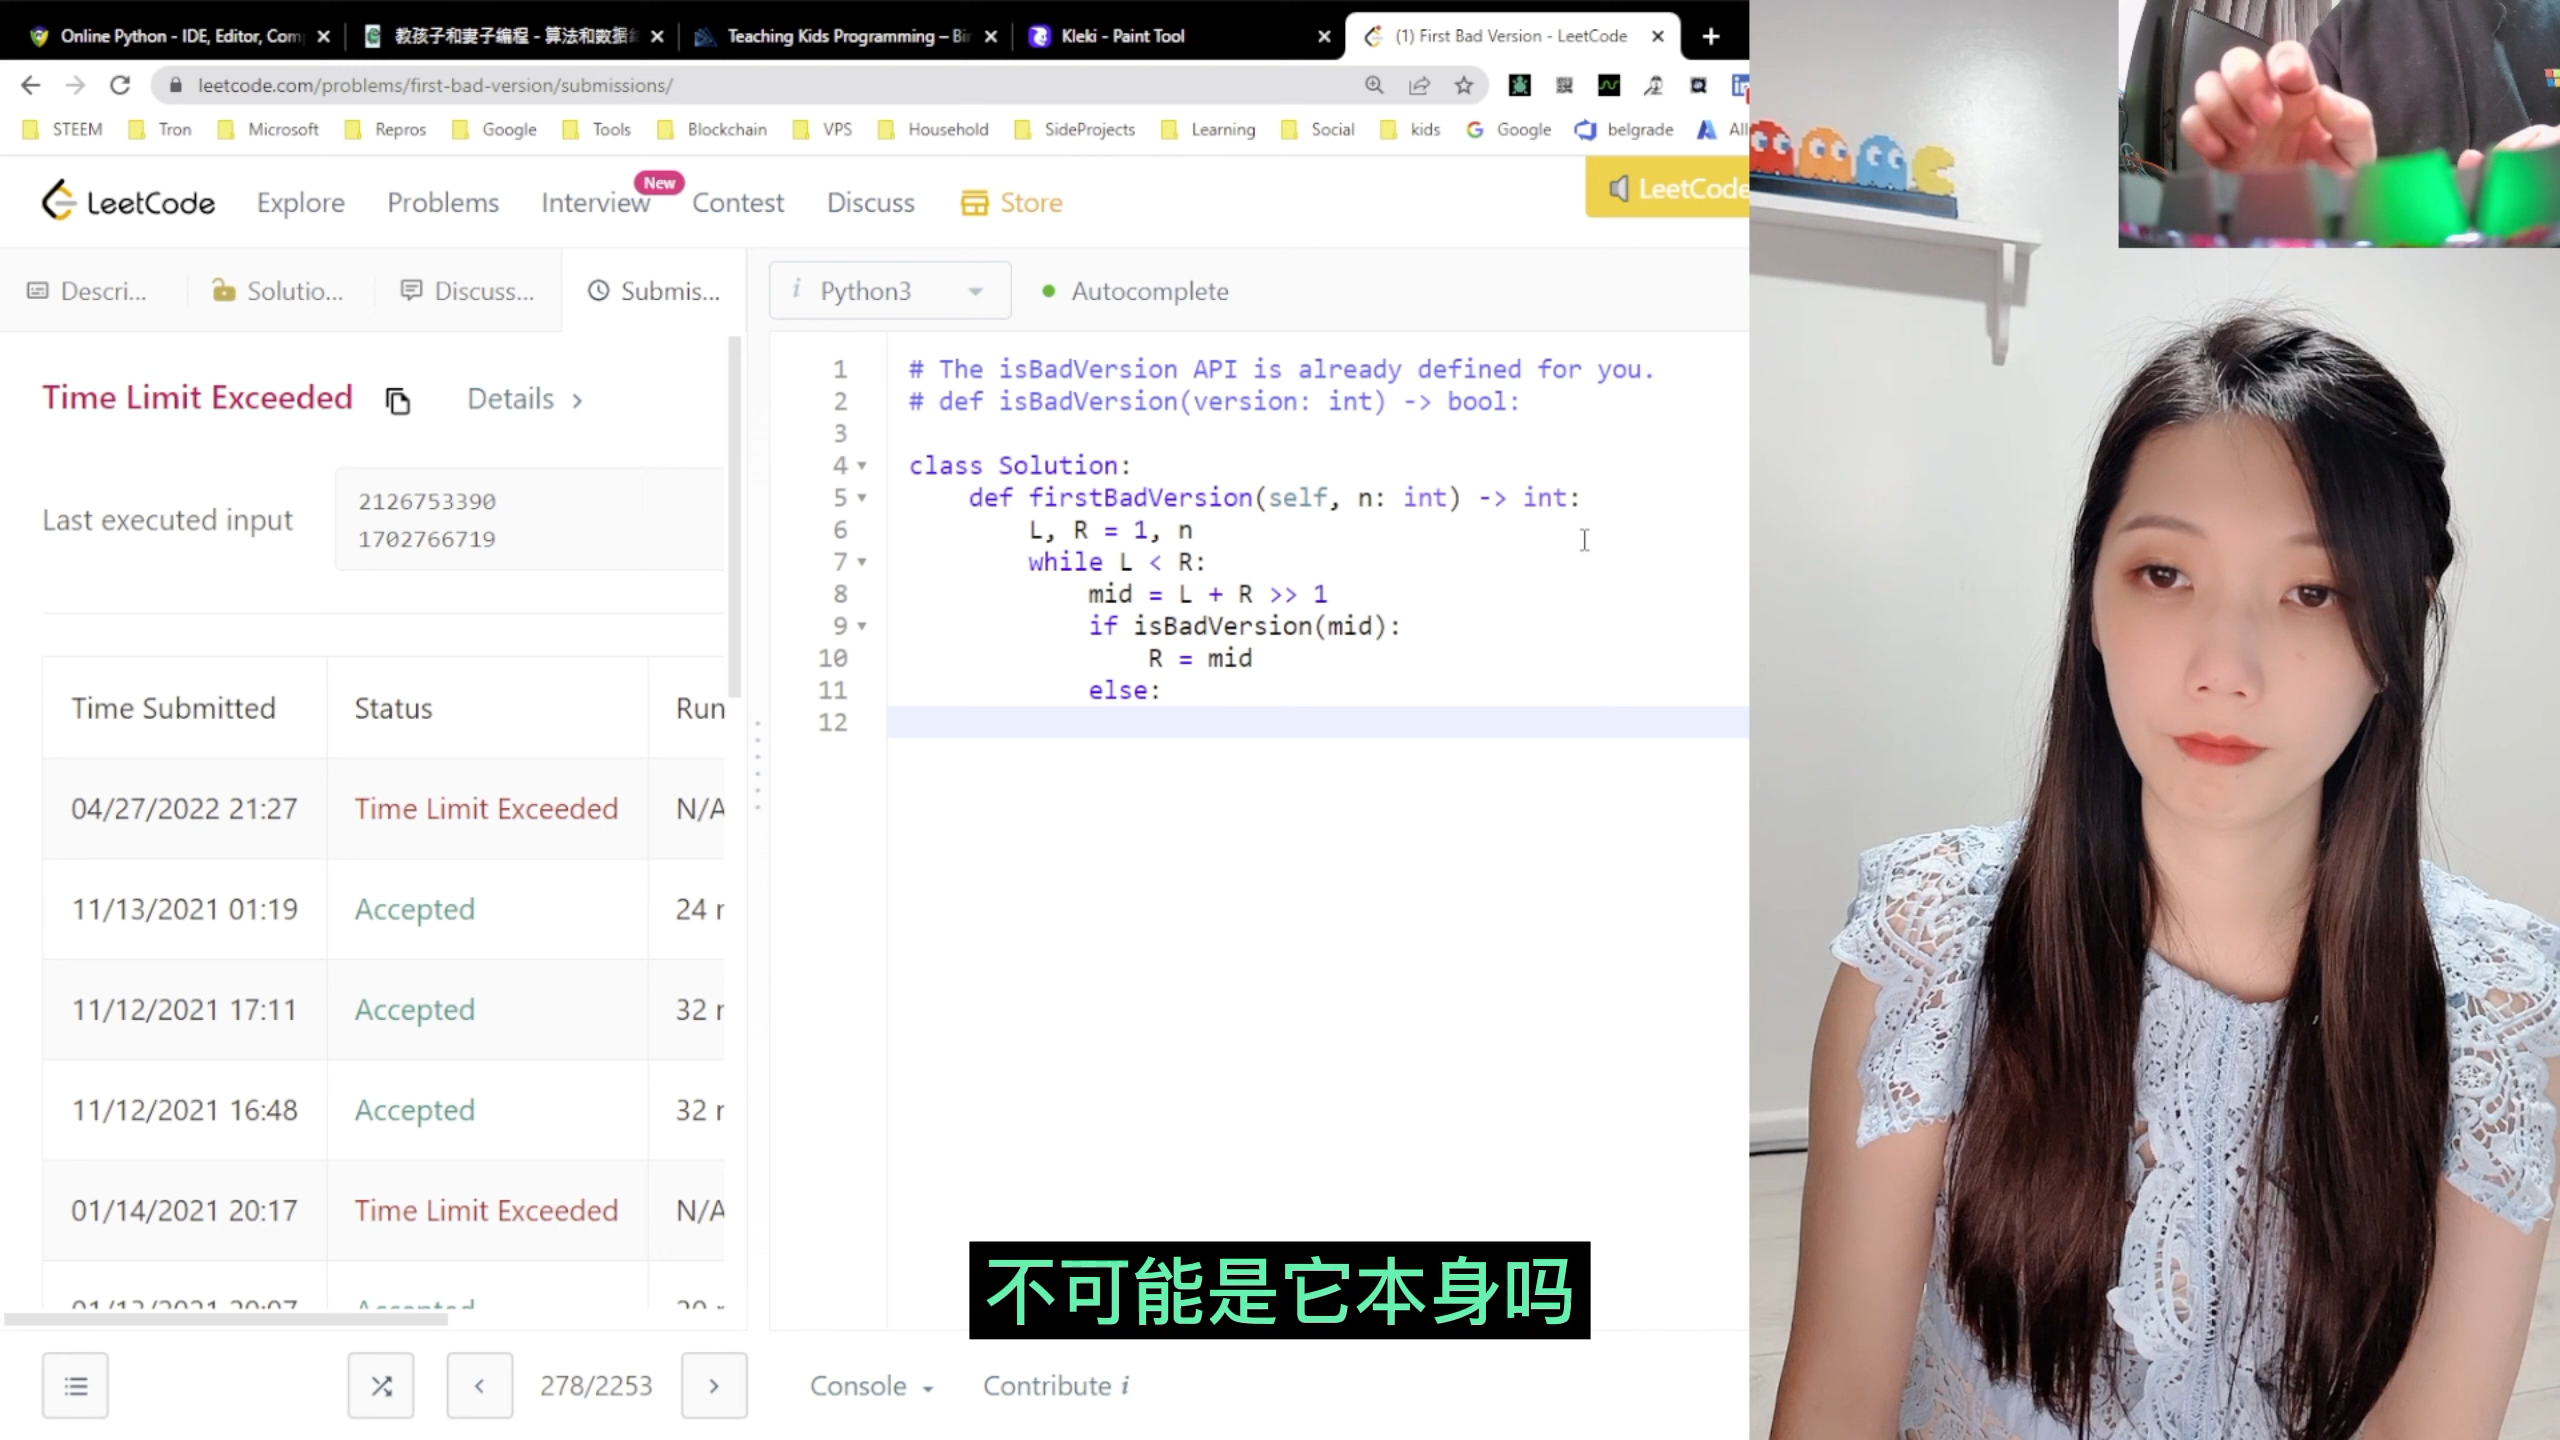 Online Python - IDE, Editor, Com
教孩子和妻子编程 - 算法和数据
Teaching Kids Programming – Bi
Kleki - Paint Tool
(1) First Bad Version - LeetCode
leetcode.com/problems/first-bad-version/submissions/
STEEM
Tron
Microsoft
Repros
Google
Tools
Blockchain
VPS
Household
SideProjects
Learning
Social
kids
Google
belgrade
All
LeetCode
Explore
Problems
Interview
New
Contest
Discuss
Store
LeetCode
Descri...
Solutio...
Discuss...
Submis...
i Python3
Autocomplete
Time Limit Exceeded
Details
Last executed input
2126753390
1702766719
Time Submitted Status Run
04/27/2022 21:27 Time Limit Exceeded N/A
11/13/2021 01:19 Accepted 24
11/12/2021 17:11 Accepted 32
11/12/2021 16:48 Accepted 32
01/14/2021 20:17 Time Limit Exceeded N/A
1 # The isBadVersion API is already defined for you.
2 # def isBadVersion(version: int) -> bool:
3
4 class Solution:
5 def firstBadVersion(self, n: int) -> int:
6 L, R = 1, n
7 while L < R:
8 mid = L + R >> 1
9 if isBadVersion(mid):
10 R = mid
11 else:
12
不可能是它本身吗
278/2253
Console
Contribute i